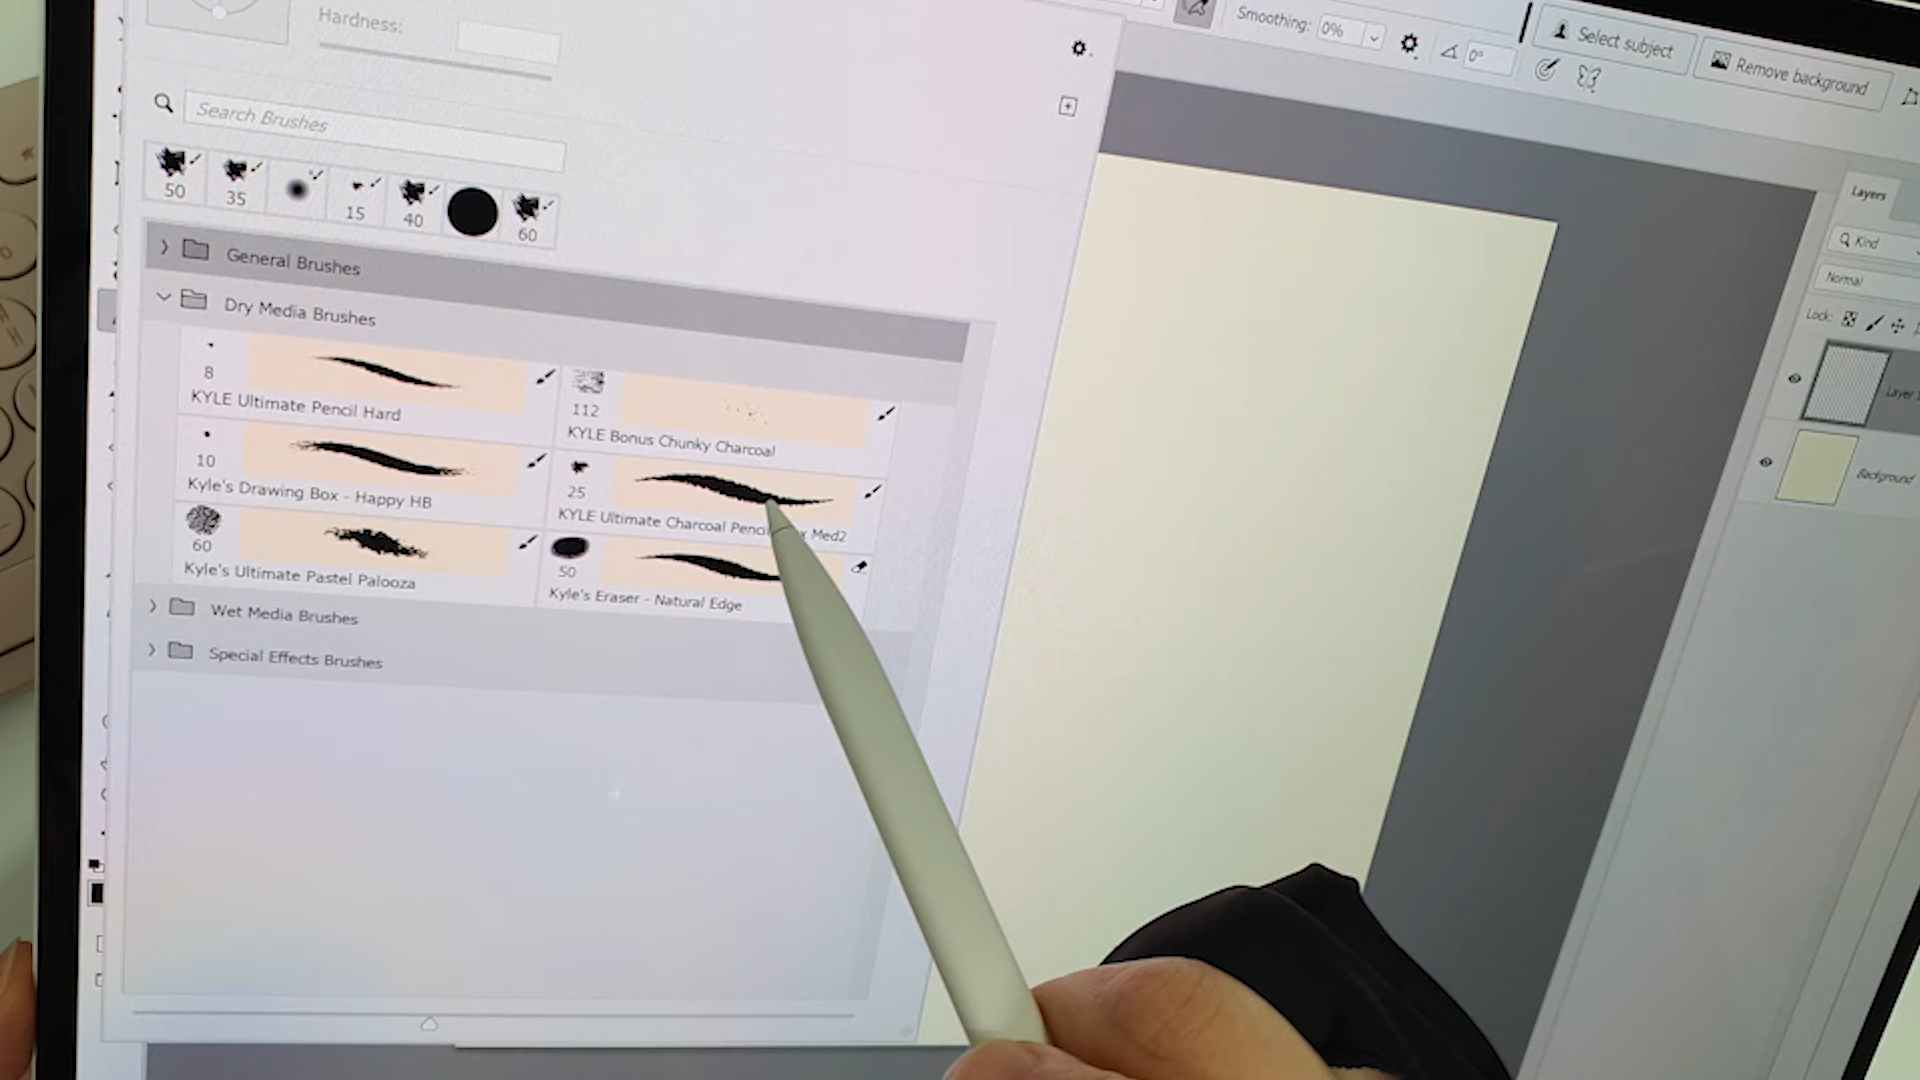 Hardness:
Smoothing: 0%
0°
Select subject
Remove background
Search Brushes
50
35
15
40
60
General Brushes
Dry Media Brushes
8
KYLE Ultimate Pencil Hard
112
KYLE Bonus Chunky Charcoal
10
Kyle's Drawing Box - Happy HB
25
KYLE Ultimate Charcoal Pencil Med2
60
Kyle's Ultimate Pastel Palooza
50
Kyle's Eraser - Natural Edge
Wet Media Brushes
Special Effects Brushes
Layers
Kind
Normal
Lock:
Layer
Background